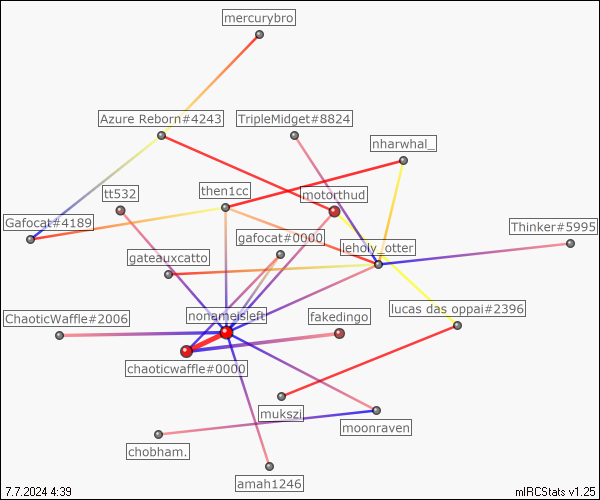 mercurybro
Azure Reborn#4243
TripleMidget#8824
nharwhal_
tt532
then1cc
motorthud
Gafocat#4189
gafocat#0000
leholy_otter
Thinker#5995
gateauxcatto
ChaoticWaffle#2006
nonameisleft
fakedingo
lucas das oppai#2396
chaoticwaffle#0000
mukszi
moonraven
chobham.
amah1246
7.7.2024 4:39
mIRCStats v1.25